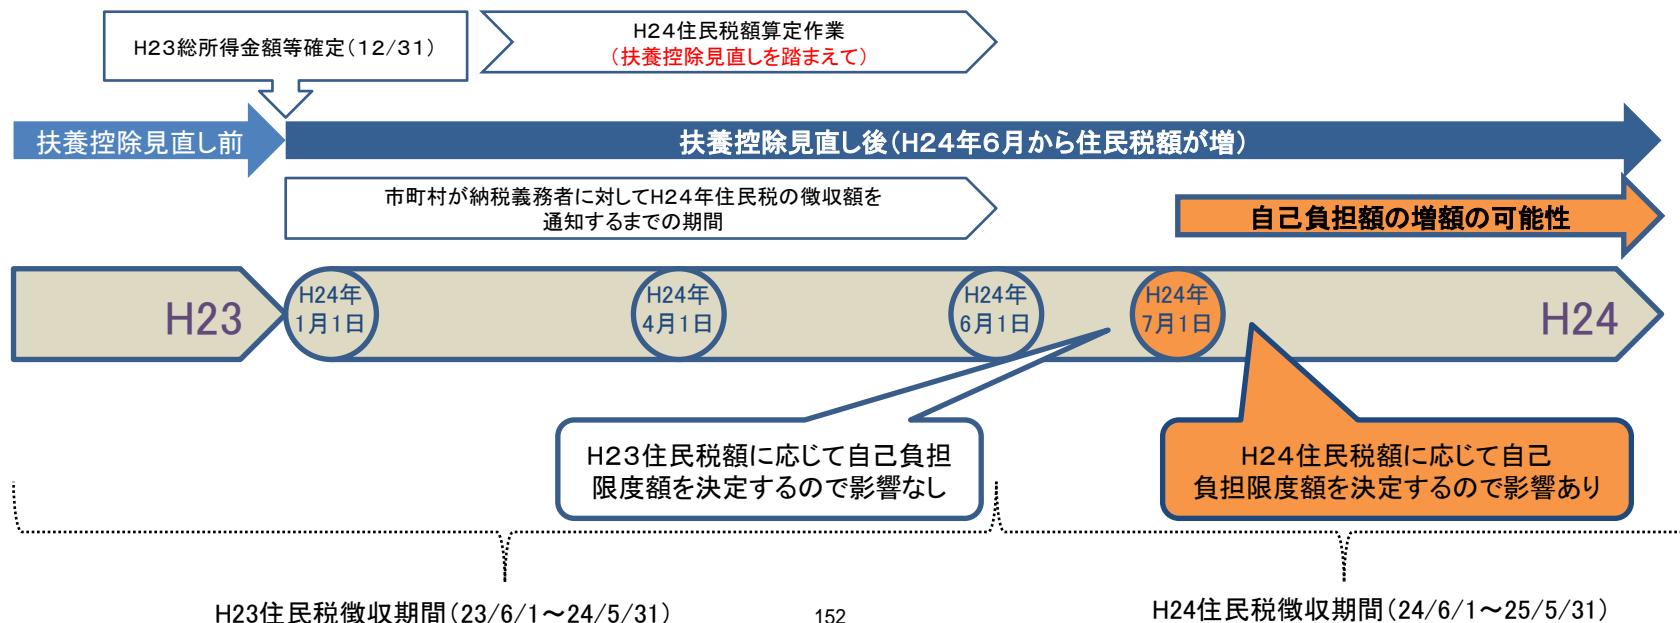 H23総所得金額等確定(12/31)
H24住民税額算定作業
(扶養控除見直しを踏まえて)
扶養控除見直し前
扶養控除見直し後(H24年6月から住民税額が増)
市町村が納税義務者に対してH24年住民税の徴収額を
通知するまでの期間
自己負担額の増額の可能性
H23
H24年
1月1日
H24年
4月1日
H24年
6月1日
H24年
7月1日
H24
H23住民税額に応じて自己負担
限度額を決定するので影響なし
H24住民税額に応じて自己
負担限度額を決定するので影響あり
H23住民税徴収期間(23/6/1~24/5/31)
152
H24住民税徴収期間(24/6/1~25/5/31)